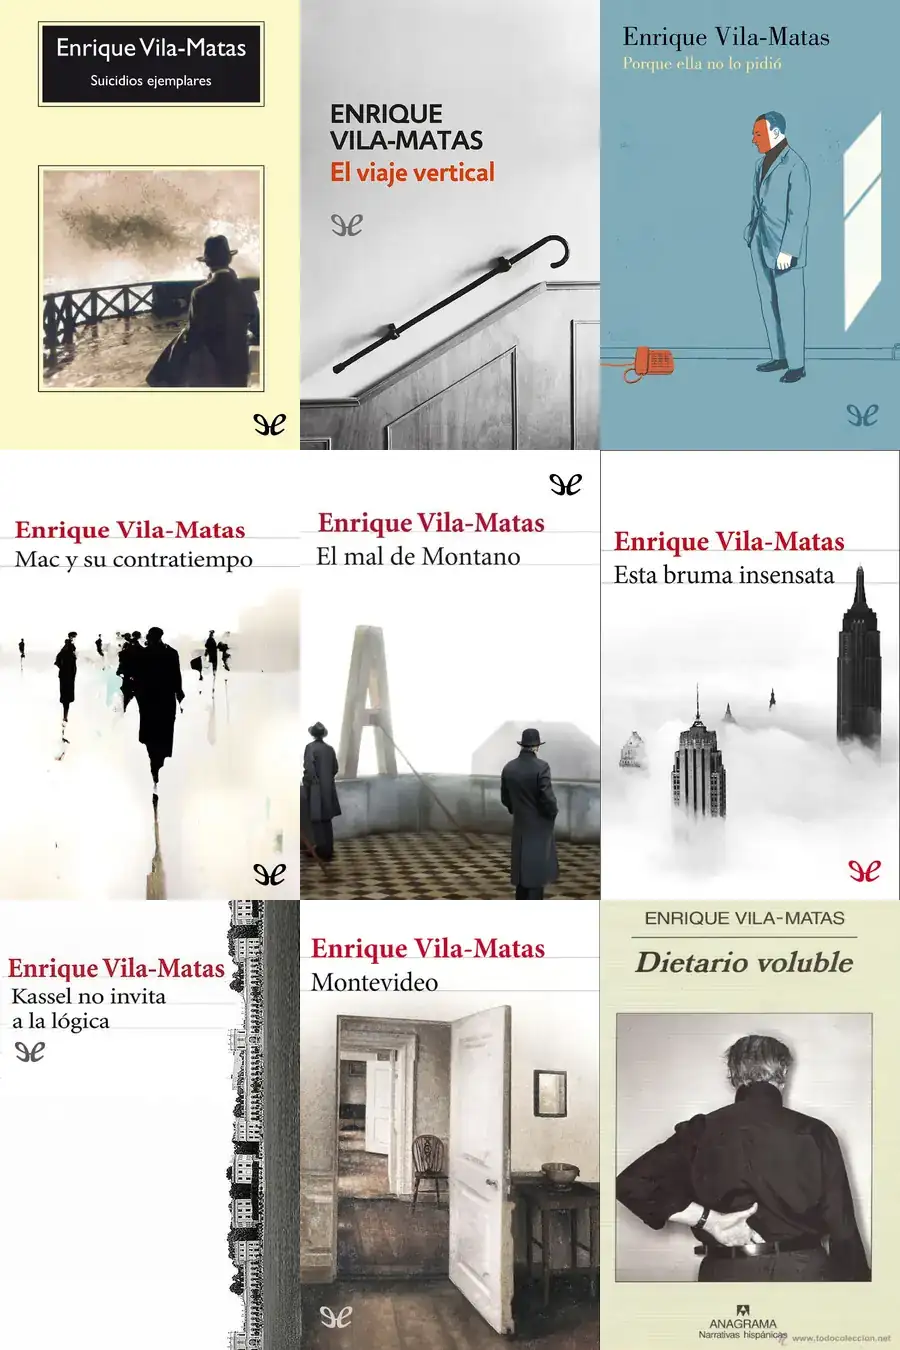 Enrique Vila-Matas
Suicidios ejemplares
ENRIQUE
VILA-MATAS
El viaje vertical
Enrique Vila-Matas
Porque ella no lo pidió
Enrique Vila-Matas
Mac y su contratiempo
Enrique Vila-Matas
El mal de Montano
Enrique Vila-Matas
Esta bruma insensata
Enrique Vila-Matas
Kassel no invita
a la lógica
Enrique Vila-Matas
Montevideo
ENRIQUE VILA-MATAS
Dietario voluble
ANAGRAMA
Narrativas hispánicas
www.todocoleccion.net